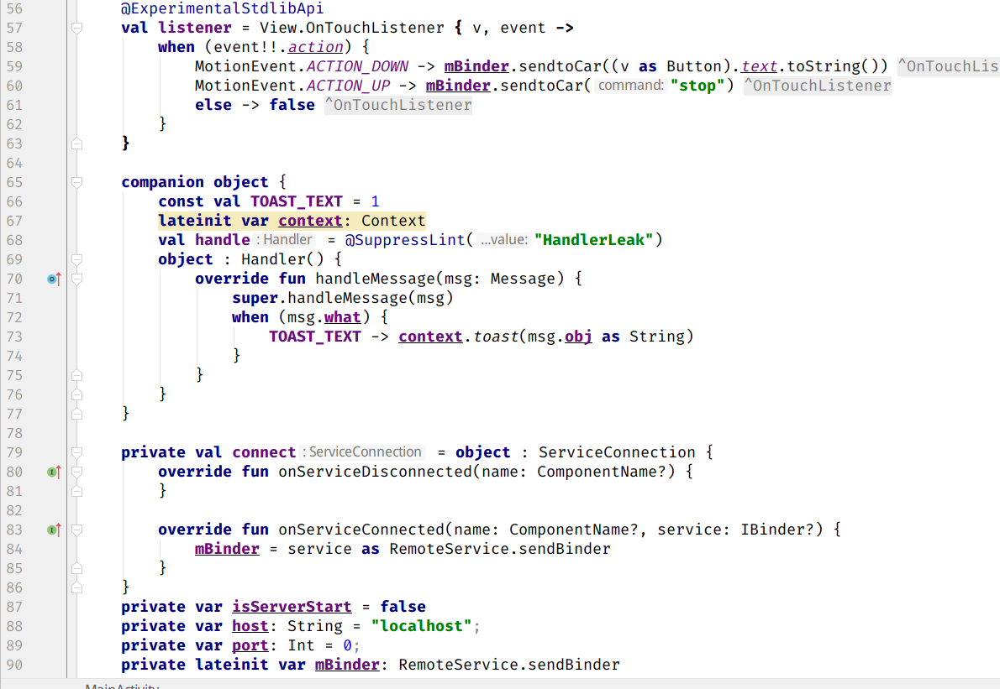 56 @ExperimentalStdlibApi
57 val listener = View.OnTouchListener { v, event ->
58 when (event!!.action) {
59 MotionEvent.ACTION_DOWN -> mBinder.sendtoCar((v as Button).text.toString()) ^OnTouchLis
60 MotionEvent.ACTION_UP -> mBinder.sendtoCar( command: "stop") ^OnTouchListener
61 else -> false ^OnTouchListener
62 }
63 }
64
65 companion object {
66 const val TOAST_TEXT = 1
67 lateinit var context: Context
68 val handle : Handler = @SuppressLint( ...value: "HandlerLeak")
69 object : Handler() {
70 override fun handleMessage(msg: Message) {
71 super.handleMessage(msg)
72 when (msg.what) {
73 TOAST_TEXT -> context.toast(msg.obj as String)
74 }
75 }
76 }
77 }
78
79 private val connect : ServiceConnection = object : ServiceConnection {
80 override fun onServiceDisconnected(name: ComponentName?) {
81 }
82
83 override fun onServiceConnected(name: ComponentName?, service: IBinder?) {
84 mBinder = service as RemoteService.sendBinder
85 }
86 }
87 private var isServerStart = false
88 private var host: String = "localhost";
89 private var port: Int = 0;
90 private lateinit var mBinder: RemoteService.sendBinder
MainActivity